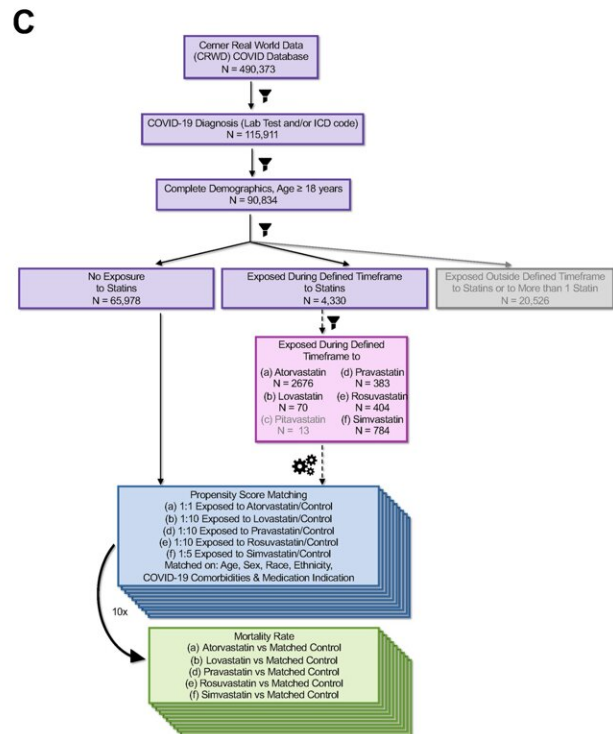 C
Cerner Real World Data
(CRWD) COVID Database
N = 490,373
COVID-19 Diagnosis (Lab Test and/or ICD code)
N = 115,911
Complete Demographics, Age ≥ 18 years
N = 90,834
No Exposure
to Statins
N = 65,978
Exposed During Defined Timeframe
to Statins
N = 4,330
Exposed Outside Defined Timeframe
to Statins or to More than 1 Statin
N = 20,526
Exposed During Defined
Timeframe to
(a) Atorvastatin
N = 2676
(b) Lovastatin
N = 70
(c) Pitavastatin
N = 13
(d) Pravastatin
N = 383
(e) Rosuvastatin
N = 404
(f) Simvastatin
N = 784
Propensity Score Matching
(a) 1:1 Exposed to Atorvastatin/Control
(b) 1:10 Exposed to Lovastatin/Control
(d) 1:10 Exposed to Pravastatin/Control
(e) 1:10 Exposed to Rosuvastatin/Control
(f) 1:5 Exposed to Simvastatin/Control
Matched on: Age, Sex, Race, Ethnicity,
COVID-19 Comorbidities & Medication Indication
10x
Mortality Rate
(a) Atorvastatin vs Matched Control
(b) Lovastatin vs Matched Control
(d) Pravastatin vs Matched Control
(e) Rosuvastatin vs Matched Control
(f) Simvastatin vs Matched Control